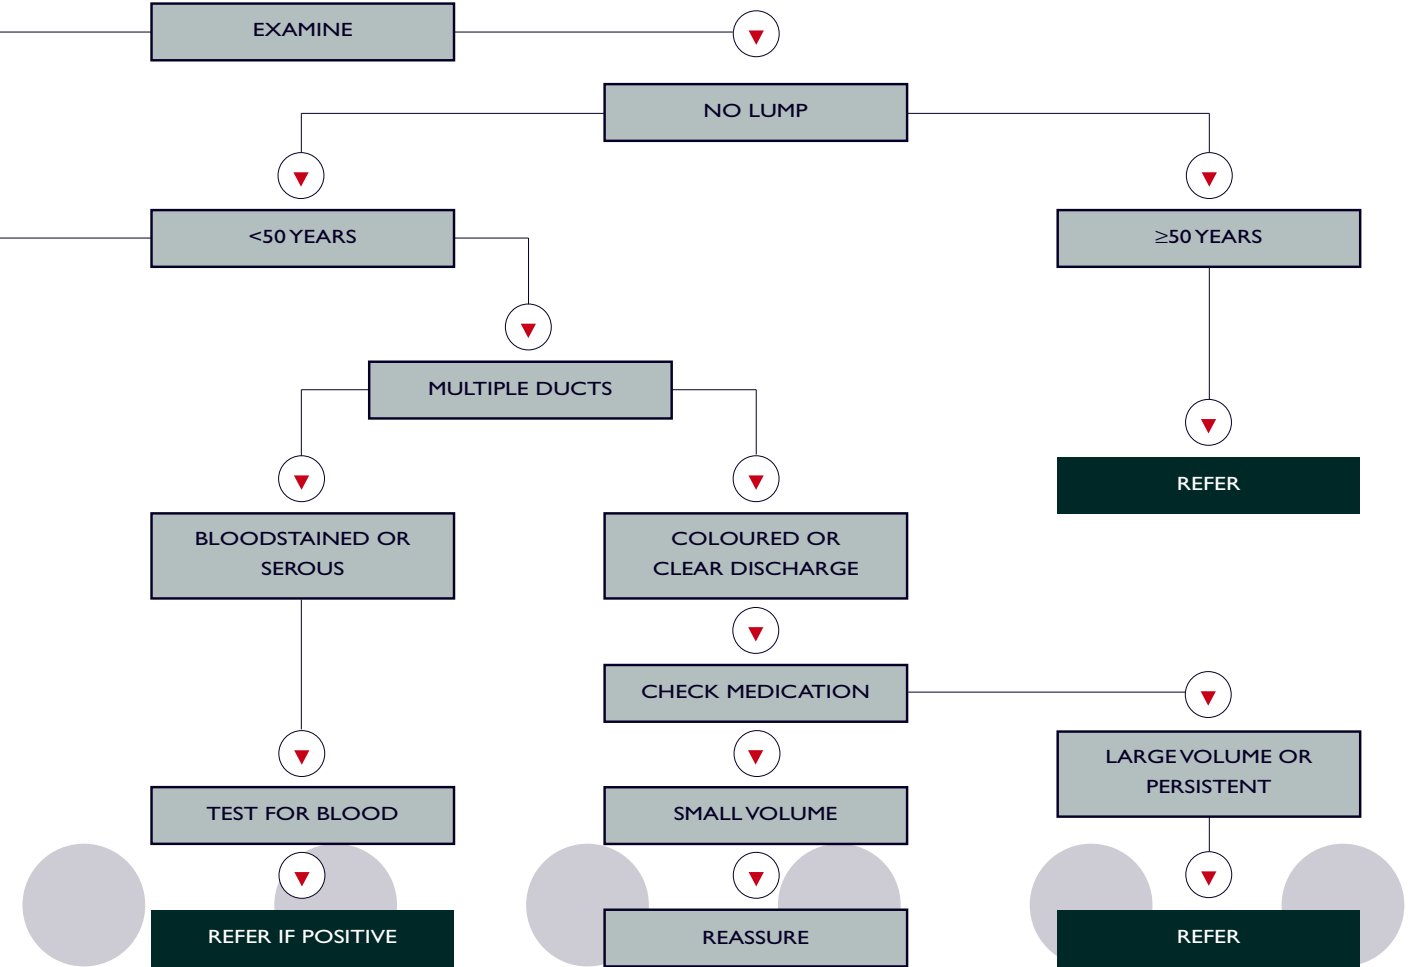 EXAMINE
NO LUMP
<50 YEARS
≥50 YEARS
MULTIPLE DUCTS
REFER
BLOODSTAINED OR
SEROUS
COLOURED OR
CLEAR DISCHARGE
CHECK MEDICATION
LARGE VOLUME OR
PERSISTENT
TEST FOR BLOOD
SMALL VOLUME
REFER IF POSITIVE
REASSURE
REFER